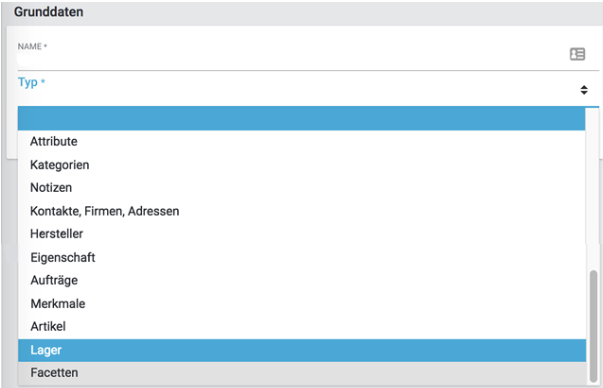 Grunddaten
NAME *
Typ *
Attribute
Kategorien
Notizen
Kontakte, Firmen, Adressen
Hersteller
Eigenschaft
Aufträge
Merkmale
Artikel
Lager
Facetten